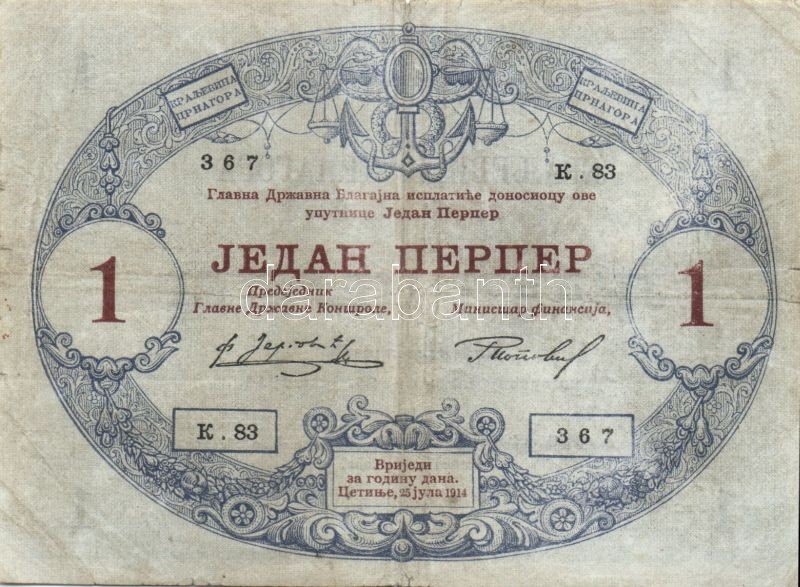 КРАЉЕВИНА
ЦРНАГОРА
КРАЉЕВИНА
ЦРНАГОРА
367
К. 83
Главна Државна Благајна исплатиће доносиоцу ове
упутнице Један Перпер
ЈЕДАН ПЕРПЕР
1
1
darabanth
Предсједник
Главне Државне Контроле,
Министар финансија,
К. 83
367
Вриједи
за годину дана.
Цетиње, 25 јула 1914